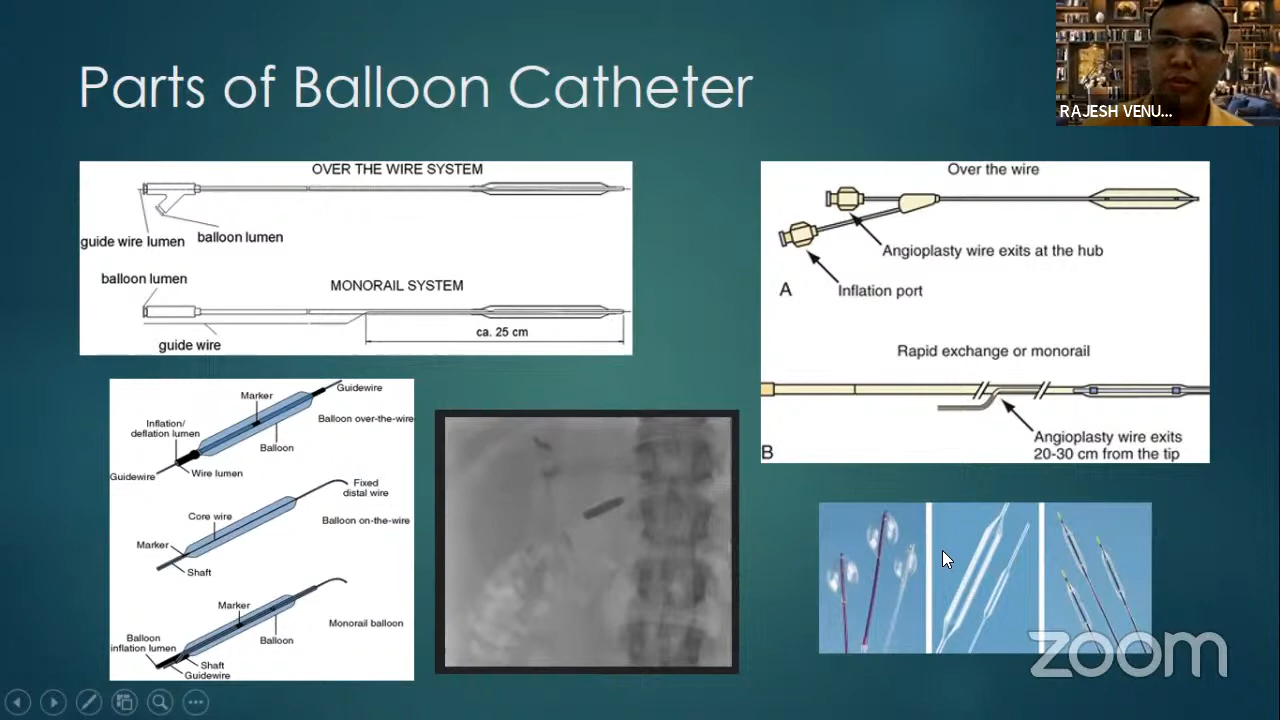 Parts of Balloon Catheter
RAJESH VENU...
OVER THE WIRE SYSTEM
guide wire lumen
balloon lumen
balloon lumen
MONORAIL SYSTEM
ca. 25 cm
guide wire
Over the wire
Angioplasty wire exits at the hub
A
Inflation port
Rapid exchange or monorail
Angioplasty wire exits
20-30 cm from the tip
B
Guidewire
Marker
Balloon over-the-wire
Inflation/
deflation lumen
Balloon
Guidewire
Wire lumen
Fixed
distal wire
Core wire
Balloon on-the-wire
Marker
Shaft
Marker
Monorail balloon
Balloon
inflation lumen
Balloon
Shaft
Guidewire
zoom